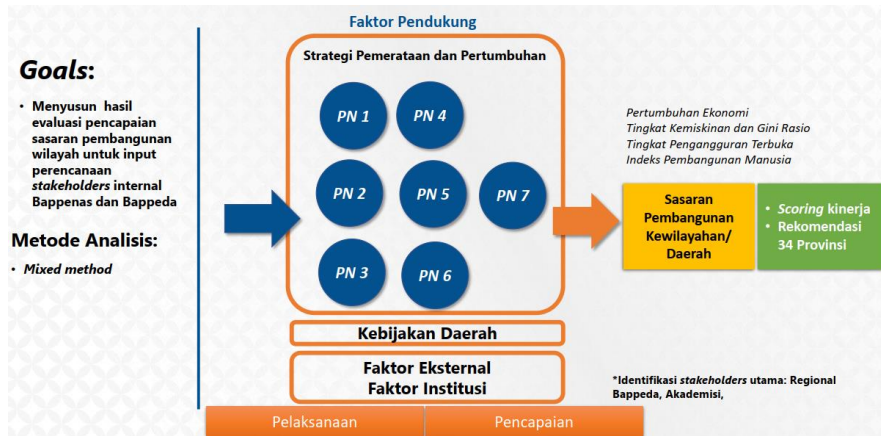 Goals:
• Menyusun hasil
evaluasi pencapaian
sasaran pembangunan
wilayah untuk input
perencanaan
stakeholders internal
Bappenas dan Bappeda
Metode Analisis:
• Mixed method
Faktor Pendukung
Strategi Pemerataan dan Pertumbuhan
PN 1
PN 4
PN 2
PN 5
PN 7
PN 3
PN 6
Kebijakan Daerah
Faktor Eksternal
Faktor Institusi
Pelaksanaan
Pencapaian
Pertumbuhan Ekonomi
Tingkat Kemiskinan dan Gini Rasio
Tingkat Pengangguran Terbuka
Indeks Pembangunan Manusia
Sasaran
Pembangunan
Kewilayahan/
Daerah
• Scoring kinerja
• Rekomendasi
34 Provinsi
*Identifikasi stakeholders utama: Regional
Bappeda, Akademisi,